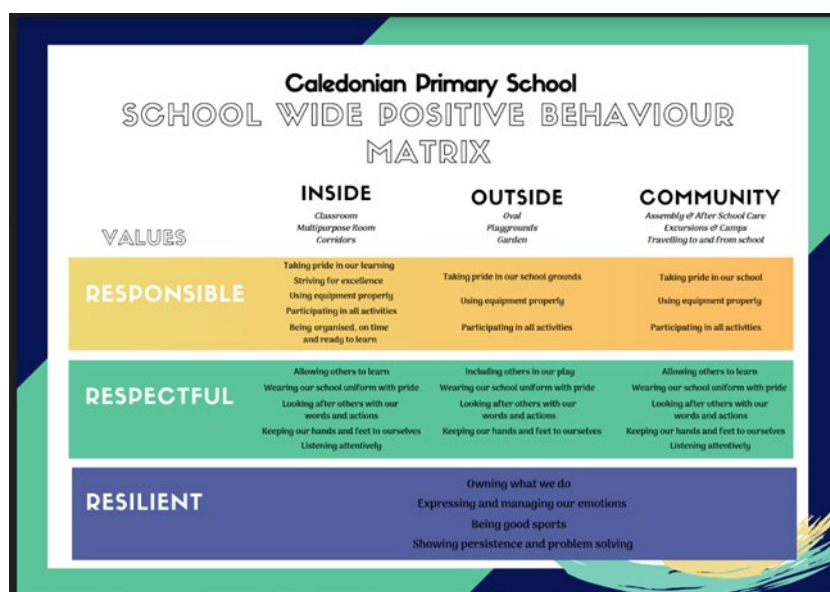 Caledonian Primary School
SCHOOL WIDE POSITIVE BEHAVIOUR
MATRIX
VALUES
INSIDE
Classroom
Multipurpose Room
Corridors
OUTSIDE
Oval
Playgrounds
Garden
COMMUNITY
Assembly & After School Care
Excursions & Camps
Travelling to and from school
RESPONSIBLE
Taking pride in our learning
Striving for excellence
Using equipment properly
Participating in all activities
Being organised, on time
and ready to learn
Taking pride in our school grounds
Using equipment properly
Participating in all activities
Taking pride in our school
Using equipment properly
Participating in all activities
RESPECTFUL
Allowing others to learn
Wearing our school uniform with pride
Looking after others with our
words and actions
Keeping our hands and feet to ourselves
Listening attentively
Including others in our play
Wearing our school uniform with pride
Looking after others with our
words and actions
Keeping our hands and feet to ourselves
Allowing others to learn
Wearing our school uniform with pride
Looking after others with our
words and actions
Keeping our hands and feet to ourselves
Listening attentively
RESILIENT
Owning what we do
Expressing and managing our emotions
Being good sports
Showing persistence and problem solving